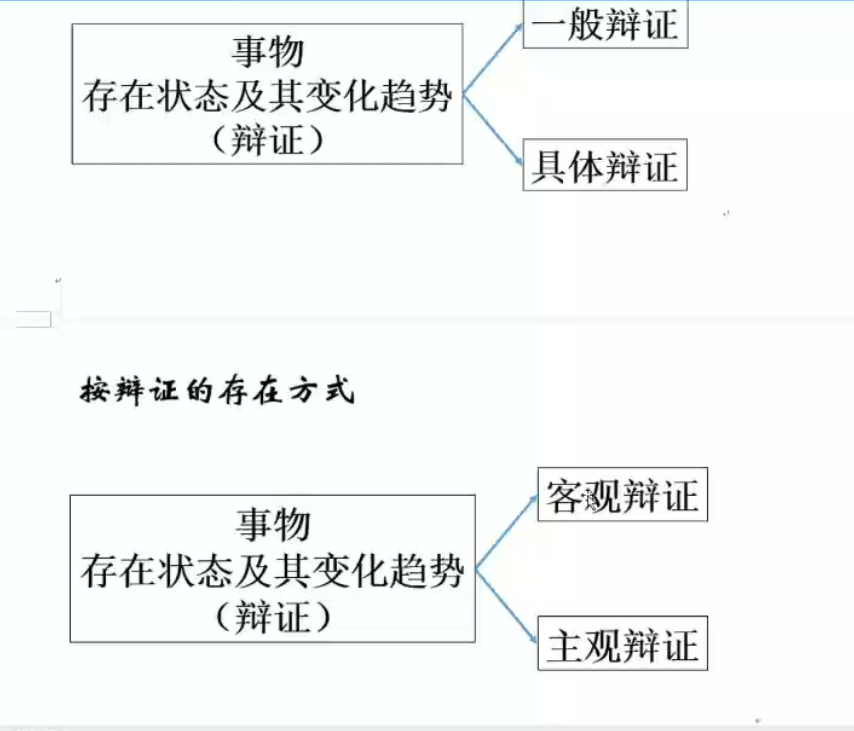 一般辩证
事物
存在状态及其变化趋势
（辩证）
具体辩证
按辩证的存在方式
客观辩证
事物
存在状态及其变化趋势
（辩证）
主观辩证